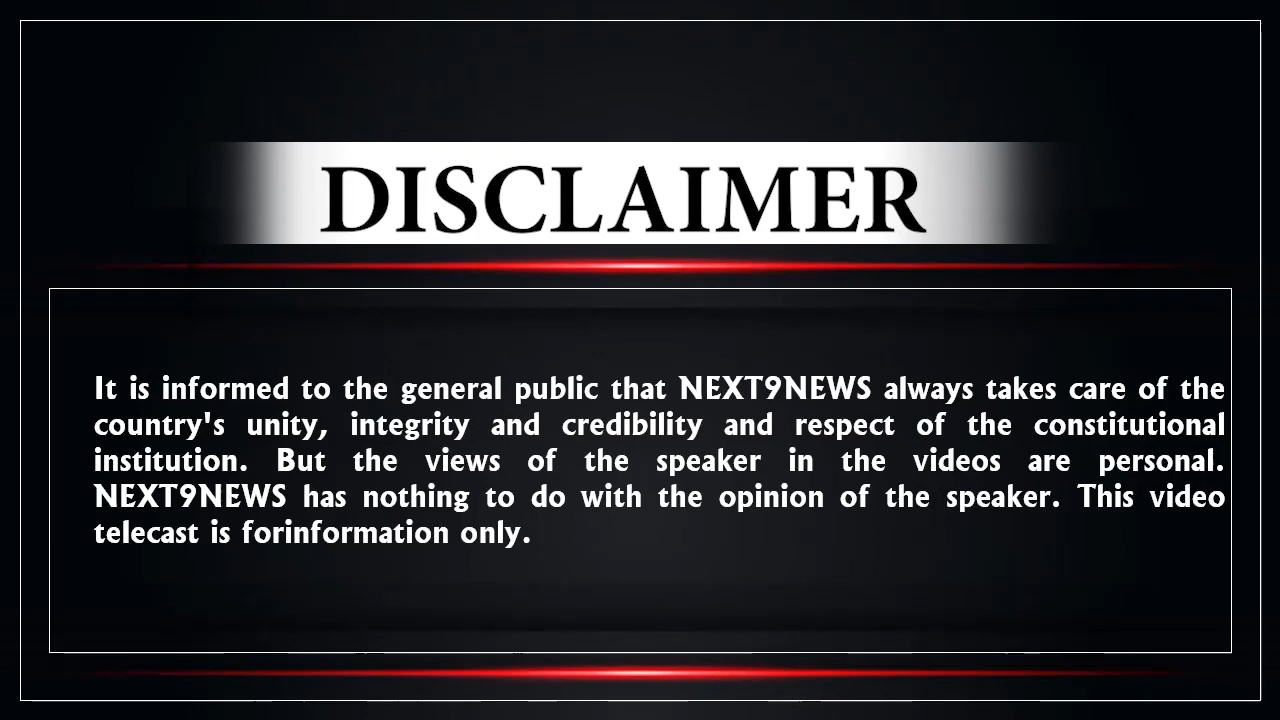 DISCLAIMER
It is informed to the general public that NEXT9NEWS always takes care of the
country's unity, integrity and credibility and respect of the constitutional
institution. But the views of the speaker in the videos are personal.
NEXT9NEWS has nothing to do with the opinion of the speaker. This video
telecast is forinformation only.